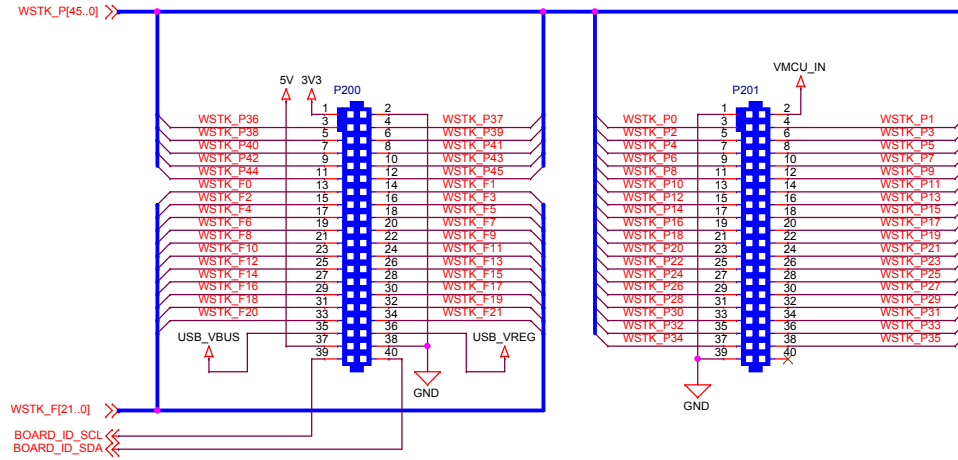 WSTK_P[45..0]
5V 3V3 P200 P201 VMCU_IN
1 2 1 2
WSTK_P36 3 4 WSTK_P37 WSTK_P0 3 4 WSTK_P1
WSTK_P38 5 6 WSTK_P39 WSTK_P2 5 6 WSTK_P3
WSTK_P40 7 8 WSTK_P41 WSTK_P4 7 8 WSTK_P5
WSTK_P42 9 10 WSTK_P43 WSTK_P6 9 10 WSTK_P7
WSTK_P44 11 12 WSTK_P45 WSTK_P8 11 12 WSTK_P9
WSTK_F0 13 14 WSTK_F1 WSTK_P10 13 14 WSTK_P11
WSTK_F2 15 16 WSTK_F3 WSTK_P12 15 16 WSTK_P13
WSTK_F4 17 18 WSTK_F5 WSTK_P14 17 18 WSTK_P15
WSTK_F6 19 20 WSTK_F7 WSTK_P16 19 20 WSTK_P17
WSTK_F8 21 22 WSTK_F9 WSTK_P18 21 22 WSTK_P19
WSTK_F10 23 24 WSTK_F11 WSTK_P20 23 24 WSTK_P21
WSTK_F12 25 26 WSTK_F13 WSTK_P22 25 26 WSTK_P23
WSTK_F14 27 28 WSTK_F15 WSTK_P24 27 28 WSTK_P25
WSTK_F16 29 30 WSTK_F17 WSTK_P26 29 30 WSTK_P27
WSTK_F18 31 32 WSTK_F19 WSTK_P28 31 32 WSTK_P29
WSTK_F20 33 34 WSTK_F21 WSTK_P30 33 34 WSTK_P31
35 36 WSTK_P32 35 36 WSTK_P33
USB_VBUS 37 38 USB_VREG WSTK_P34 37 38 WSTK_P35
39 40 39 40
GND GND
WSTK_F[21..0]
BOARD_ID_SCL
BOARD_ID_SDA